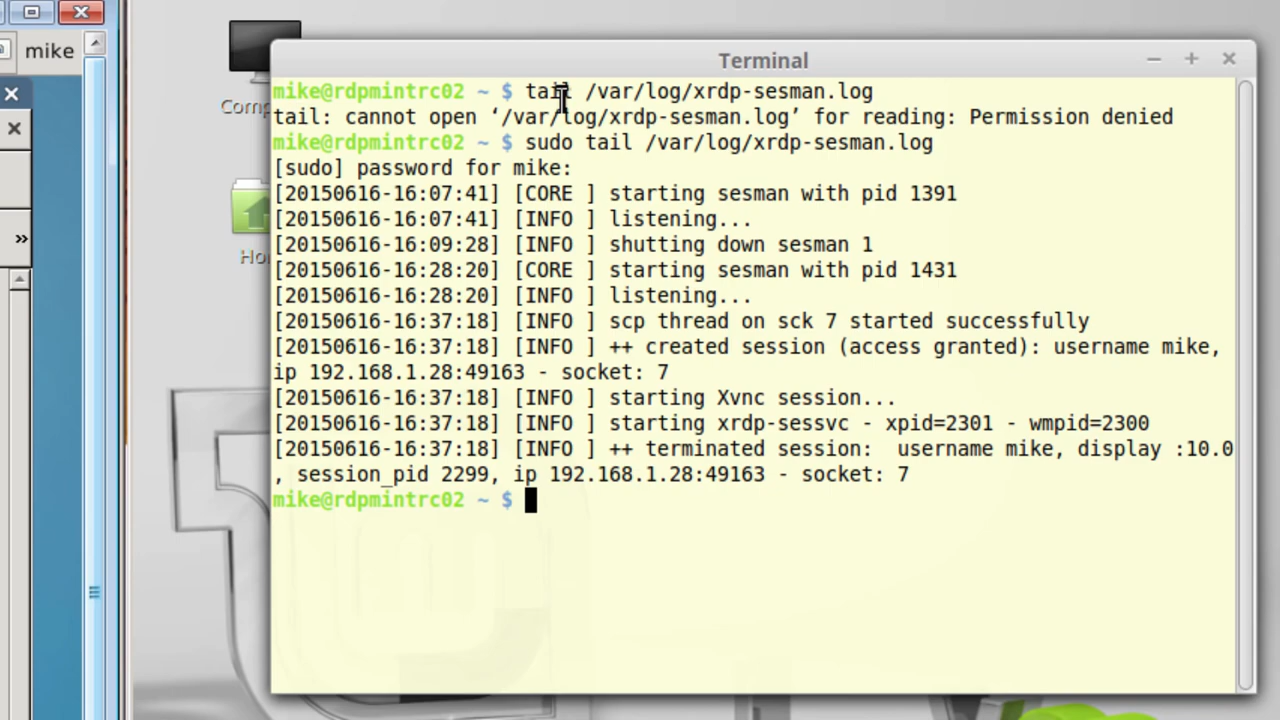 mike
»
Terminal
mike@rdpmintrc02 ~ $ tail /var/log/xrdp-sesman.log
tail: cannot open ‘/var/log/xrdp-sesman.log’ for reading: Permission denied
mike@rdpmintrc02 ~ $ sudo tail /var/log/xrdp-sesman.log
[sudo] password for mike:
[20150616-16:07:41] [CORE ] starting sesman with pid 1391
[20150616-16:07:41] [INFO ] listening...
[20150616-16:09:28] [INFO ] shutting down sesman 1
[20150616-16:28:20] [CORE ] starting sesman with pid 1431
[20150616-16:28:20] [INFO ] listening...
[20150616-16:37:18] [INFO ] scp thread on sck 7 started successfully
[20150616-16:37:18] [INFO ] ++ created session (access granted): username mike,
ip 192.168.1.28:49163 - socket: 7
[20150616-16:37:18] [INFO ] starting Xvnc session...
[20150616-16:37:18] [INFO ] starting xrdp-sessvc - xpid=2301 - wmpid=2300
[20150616-16:37:18] [INFO ] ++ terminated session:  username mike, display :10.0
, session_pid 2299, ip 192.168.1.28:49163 - socket: 7
mike@rdpmintrc02 ~ $